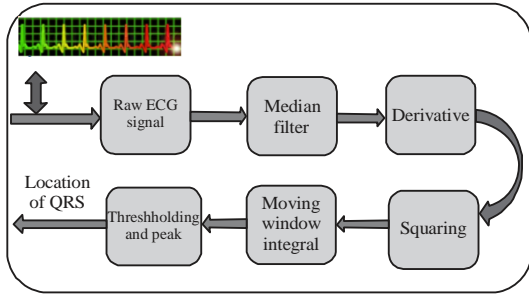 Raw ECG
signal
Median
filter
Derivative
Squaring
Moving
window
integral
Threshholding
and peak
Location
of QRS